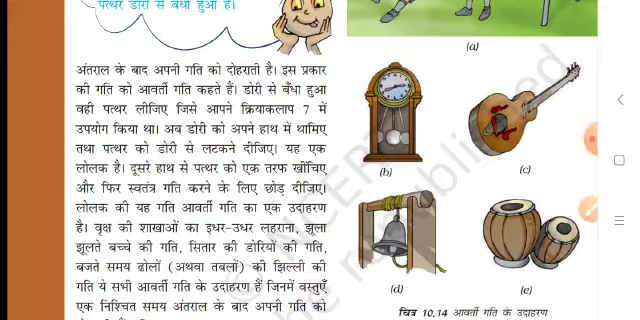 पत्थर डोरी से बँधा हुआ है।
अंतराल के बाद अपनी गति को दोहराती है। इस प्रकार
की गति को आवर्ती गति कहते हैं। डोरी से बँधा हुआ
वही पत्थर लीजिए जिसे आपने क्रियाकलाप 7 में
उपयोग किया था। अब डोरी को अपने हाथ में थामिए
तथा पत्थर को डोरी से लटकने दीजिए। यह एक
लोलक है। दूसरे हाथ से पत्थर को एक तरफ खींचिए
और फिर स्वतंत्र गति करने के लिए छोड़ दीजिए।
लोलक की यह गति आवर्ती गति का एक उदाहरण
है। वृक्ष की शाखाओं का इधर-उधर लहराना, झूला
झूलते बच्चे की गति, सितार की डोरियों की गति,
बजते समय ढोलों (अथवा तबलों) की झिल्ली की
गति ये सभी आवर्ती गति के उदाहरण हैं जिनमें वस्तुएँ
एक निश्चित समय अंतराल के बाद अपनी गति को
(a)
(b)
(c)
(d)
(e)
चित्र 10.14 आवर्ती गति के उदाहरण